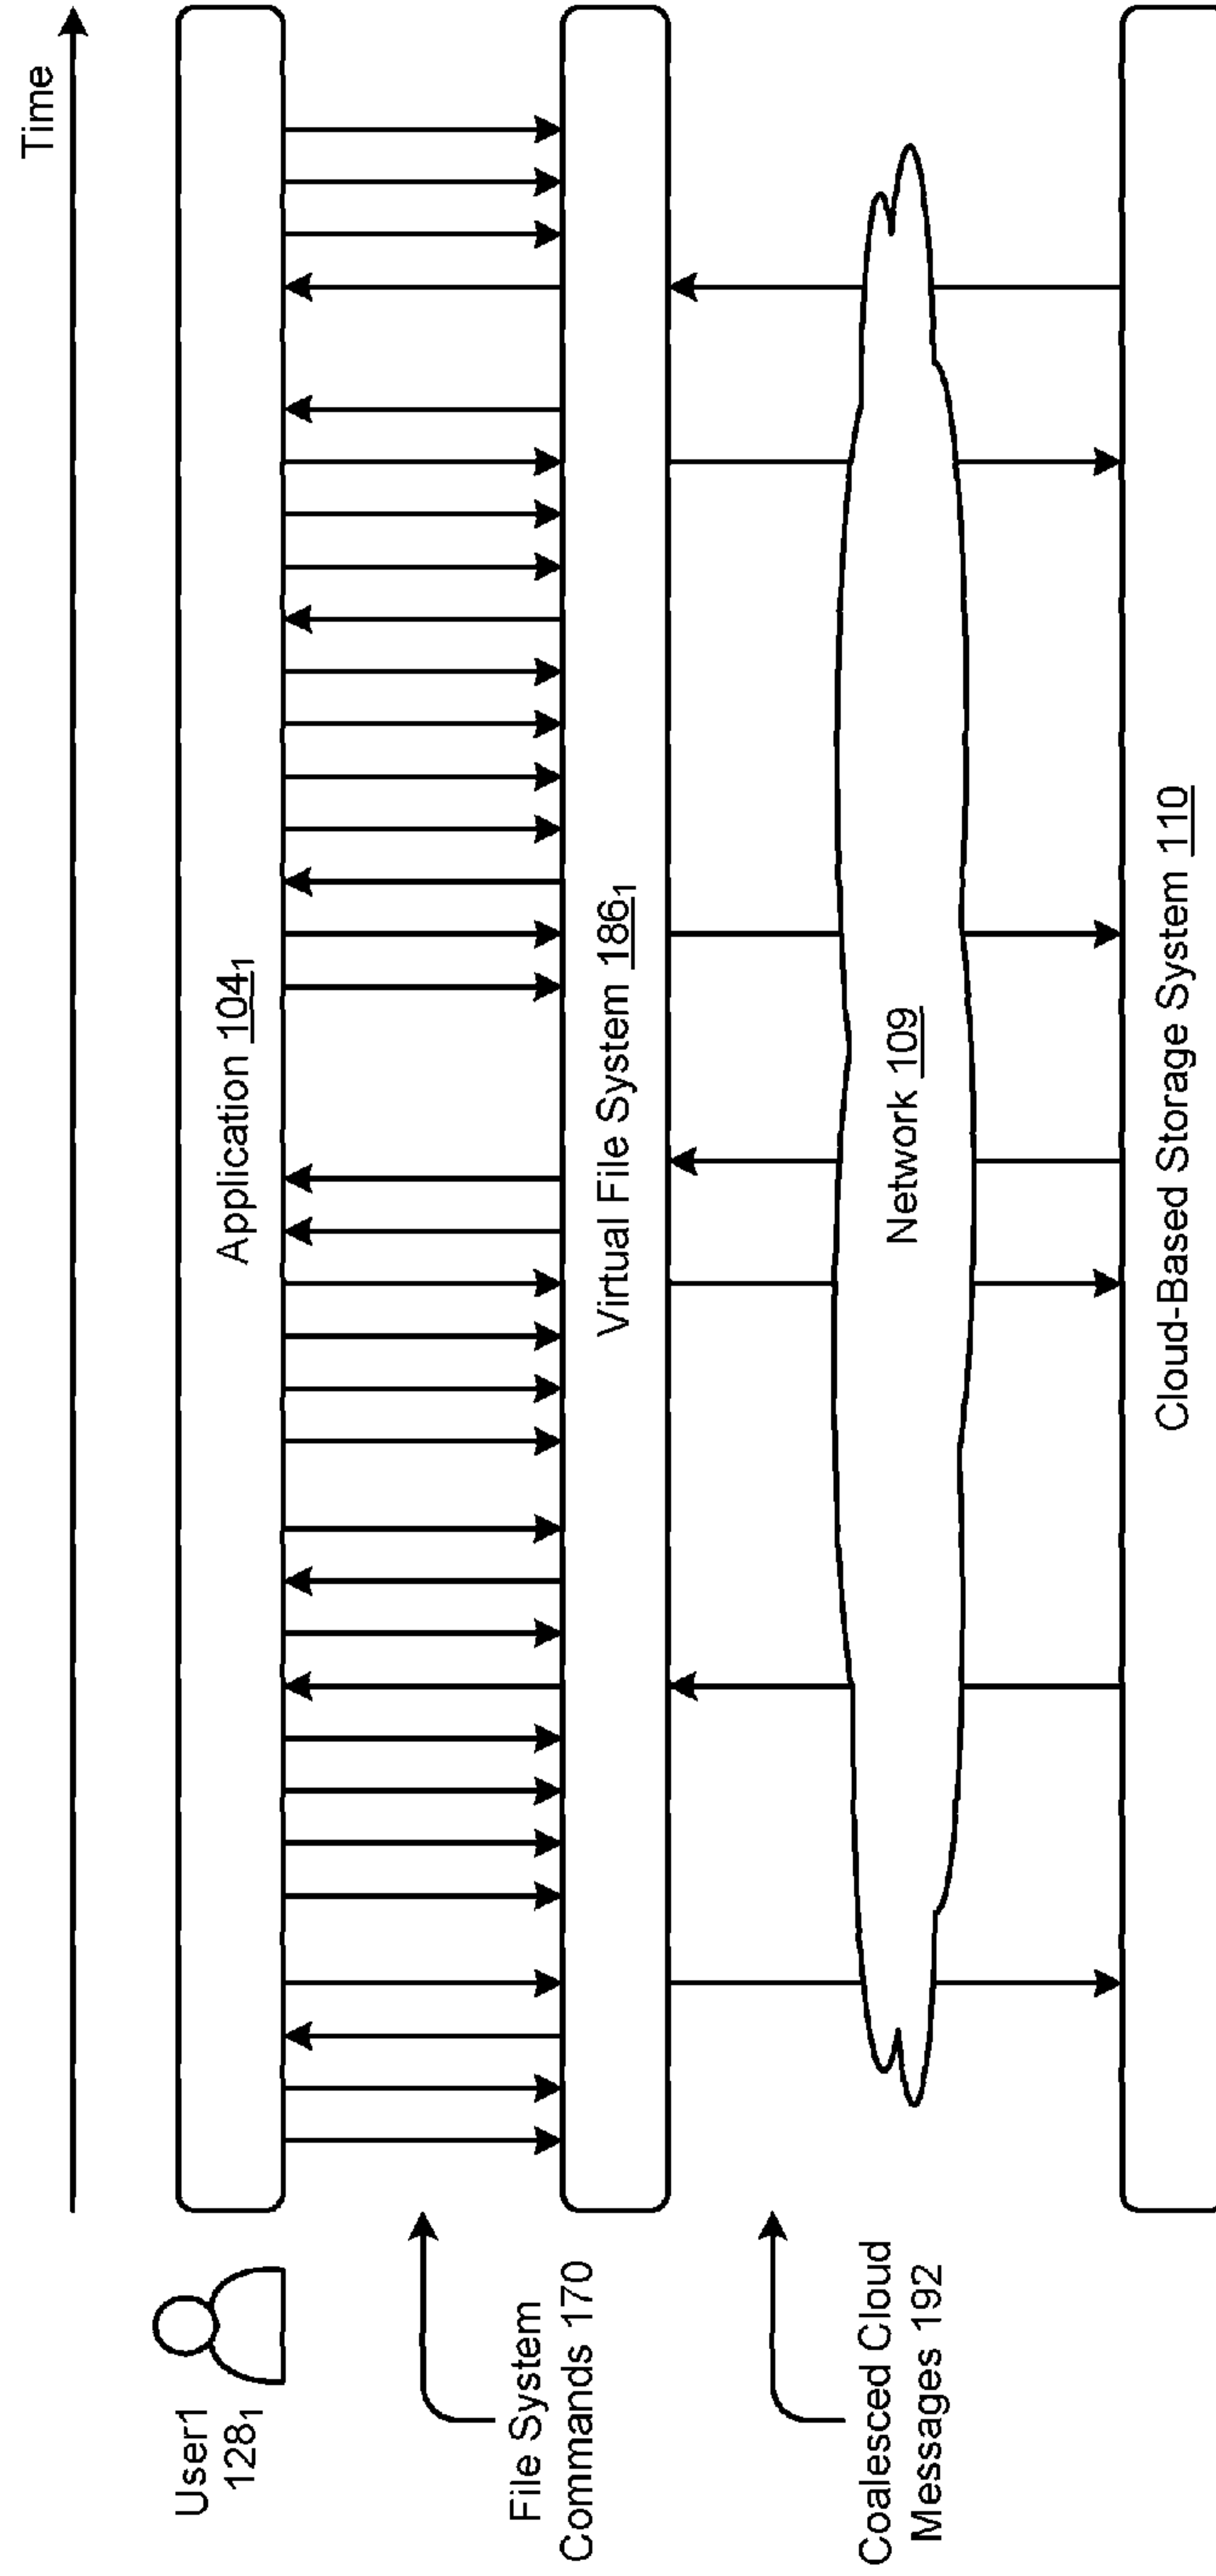 Time
User1
128₁
Application 104₁
File System
Commands 170
Virtual File System 186₁
Coalesced Cloud
Messages 192
Network 109
Cloud-Based Storage System 110